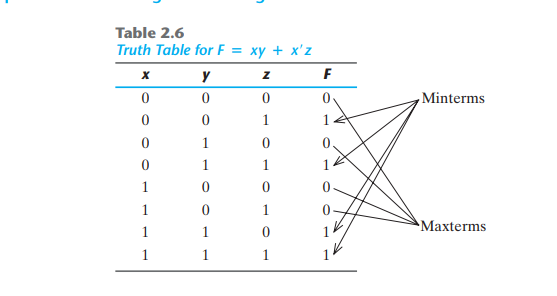 Table 2.6
Truth Table for F = xy + x'z
x y z F
0 0 0 0 Minterms
0 0 1 1
0 1 0 0
0 1 1 1
1 0 0 0
1 0 1 0
1 1 0 1 Maxterms
1 1 1 1